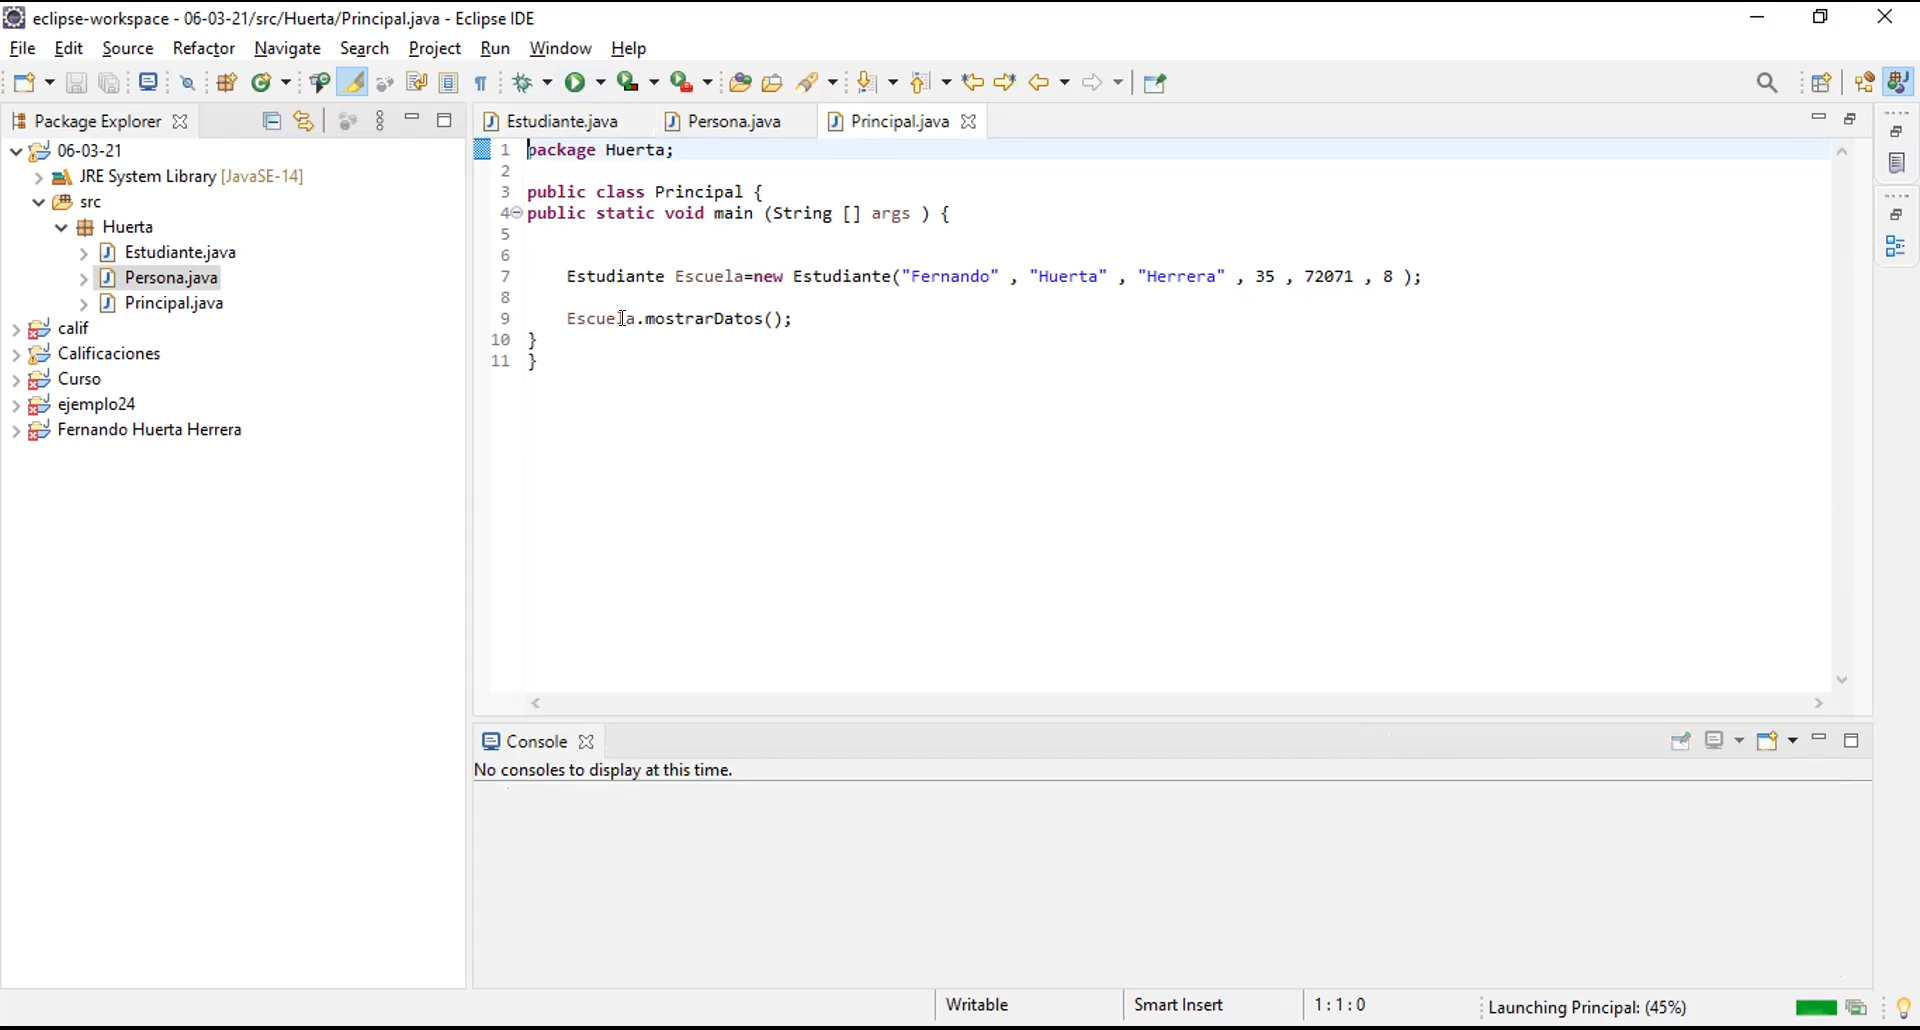 eclipse-workspace - 06-03-21/src/Huerta/Principal.java - Eclipse IDE
File Edit Source Refactor Navigate Search Project Run Window Help
Package Explorer
06-03-21
JRE System Library [JavaSE-14]
src
Huerta
Estudiante.java
Persona.java
Principal.java
calif
Calificaciones
Curso
ejemplo24
Fernando Huerta Herrera
Estudiante.java Persona.java Principal.java
1 package Huerta;
2
3 public class Principal {
4 public static void main (String [] args ) {
5
6
7 Estudiante Escuela=new Estudiante("Fernando" , "Huerta" , "Herrera" , 35 , 72071 , 8 );
8
9 Escuela.mostrarDatos();
10 }
11 }
Console
No consoles to display at this time.
Writable Smart Insert 1 : 1 : 0 Launching Principal: (45%)